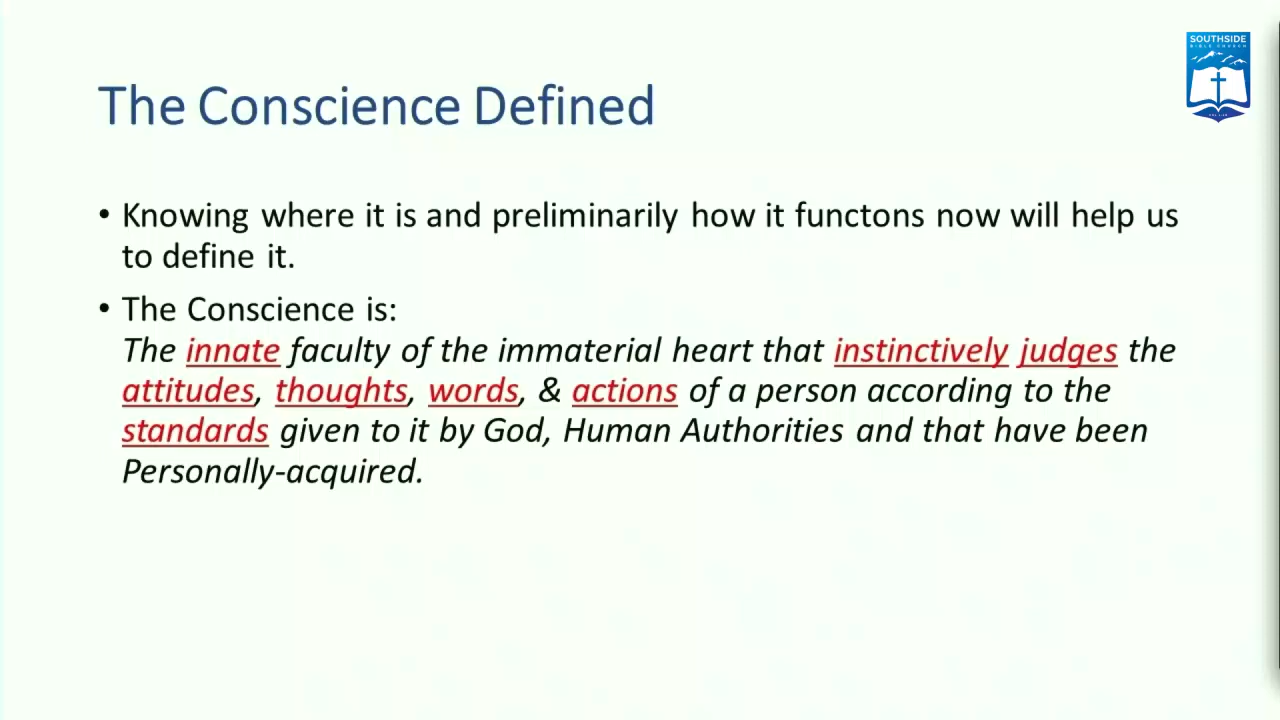 SOUTHSIDE
BIBLE CHURCH
The Conscience Defined
• Knowing where it is and preliminarily how it functons now will help us
to define it.
• The Conscience is:
The innate faculty of the immaterial heart that instinctively judges the
attitudes, thoughts, words, & actions of a person according to the
standards given to it by God, Human Authorities and that have been
Personally-acquired.